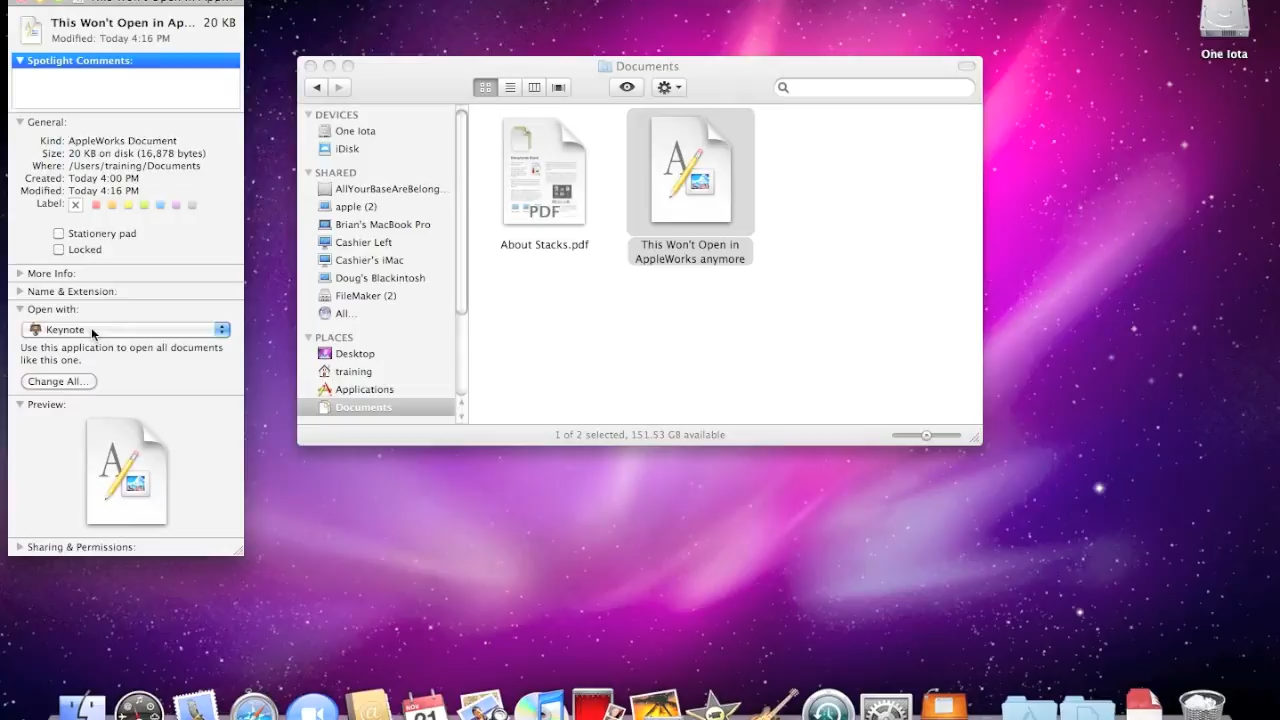 This Won't Open in Ap... 20 KB
Modified: Today 4:16 PM
Spotlight Comments:
General:
Kind: AppleWorks Document
Size: 20 KB on disk (16,878 bytes)
Where: /Users/training/Documents
Created: Today 4:00 PM
Modified: Today 4:16 PM
Label:
Stationery pad
Locked
More Info:
Name & Extension:
Open with:
Keynote
Use this application to open all documents
like this one.
Change All...
Preview:
Sharing & Permissions:
Documents
DEVICES
One Iota
iDisk
SHARED
AllYourBaseAreBelong...
apple (2)
Brian's MacBook Pro
Cashier Left
Cashier's iMac
Doug's Blackintosh
FileMaker (2)
All...
PLACES
Desktop
training
Applications
Documents
PDF
About Stacks.pdf
This Won't Open in
AppleWorks anymore
1 of 2 selected, 151.53 GB available
One Iota
NOV